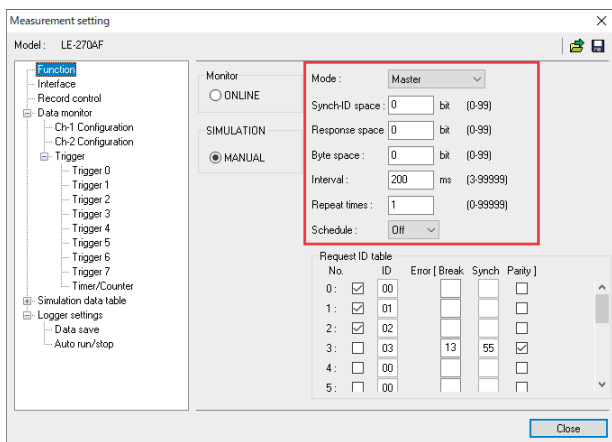 Measurement setting
Model : LE-270AF
Function
Interface
Record control
Data monitor
Ch-1 Configuration
Ch-2 Configuration
Trigger
Trigger 0
Trigger 1
Trigger 2
Trigger 3
Trigger 4
Trigger 5
Trigger 6
Trigger 7
Timer/Counter
Simulation data table
Logger settings
Data save
Auto run/stop
Monitor
ONLINE
SIMULATION
MANUAL
Mode : Master
Synch-ID space : 0 bit (0-99)
Response space 0 bit (0-99)
Byte space : 0 bit (0-99)
Interval : 200 ms (3-99999)
Repeat times : 1 (0-99999)
Schedule : Off
Request ID table
No. ID Error [ Break Synch Parity ]
0 : 00
1 : 01
2 : 02
3 : 03 13 55
4 : 00
5 : 00
Close